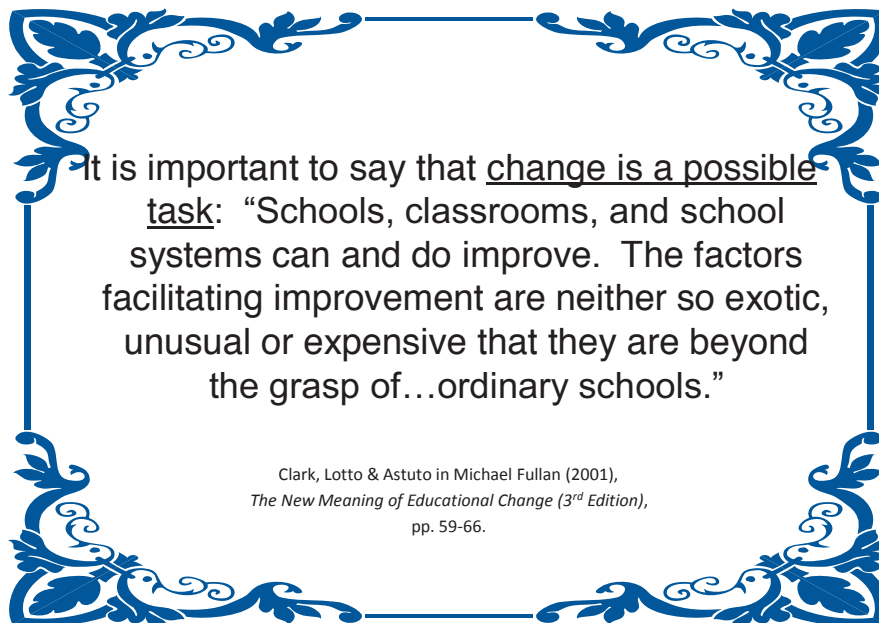 It is important to say that change is a possible
task:  “Schools, classrooms, and school
systems can and do improve.  The factors
facilitating improvement are neither so exotic,
unusual or expensive that they are beyond
the grasp of…ordinary schools.”
Clark, Lotto & Astuto in Michael Fullan (2001),
The New Meaning of Educational Change (3rd Edition),
pp. 59-66.